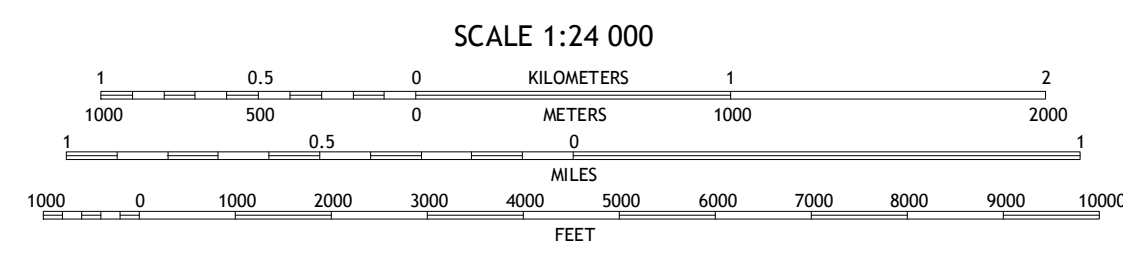 SCALE 1:24 000
1 0.5 0 KILOMETERS 1 2
1000 500 0 METERS 1000 2000
1 0.5 0 1
MILES
1000 0 1000 2000 3000 4000 5000 6000 7000 8000 9000 10000
FEET